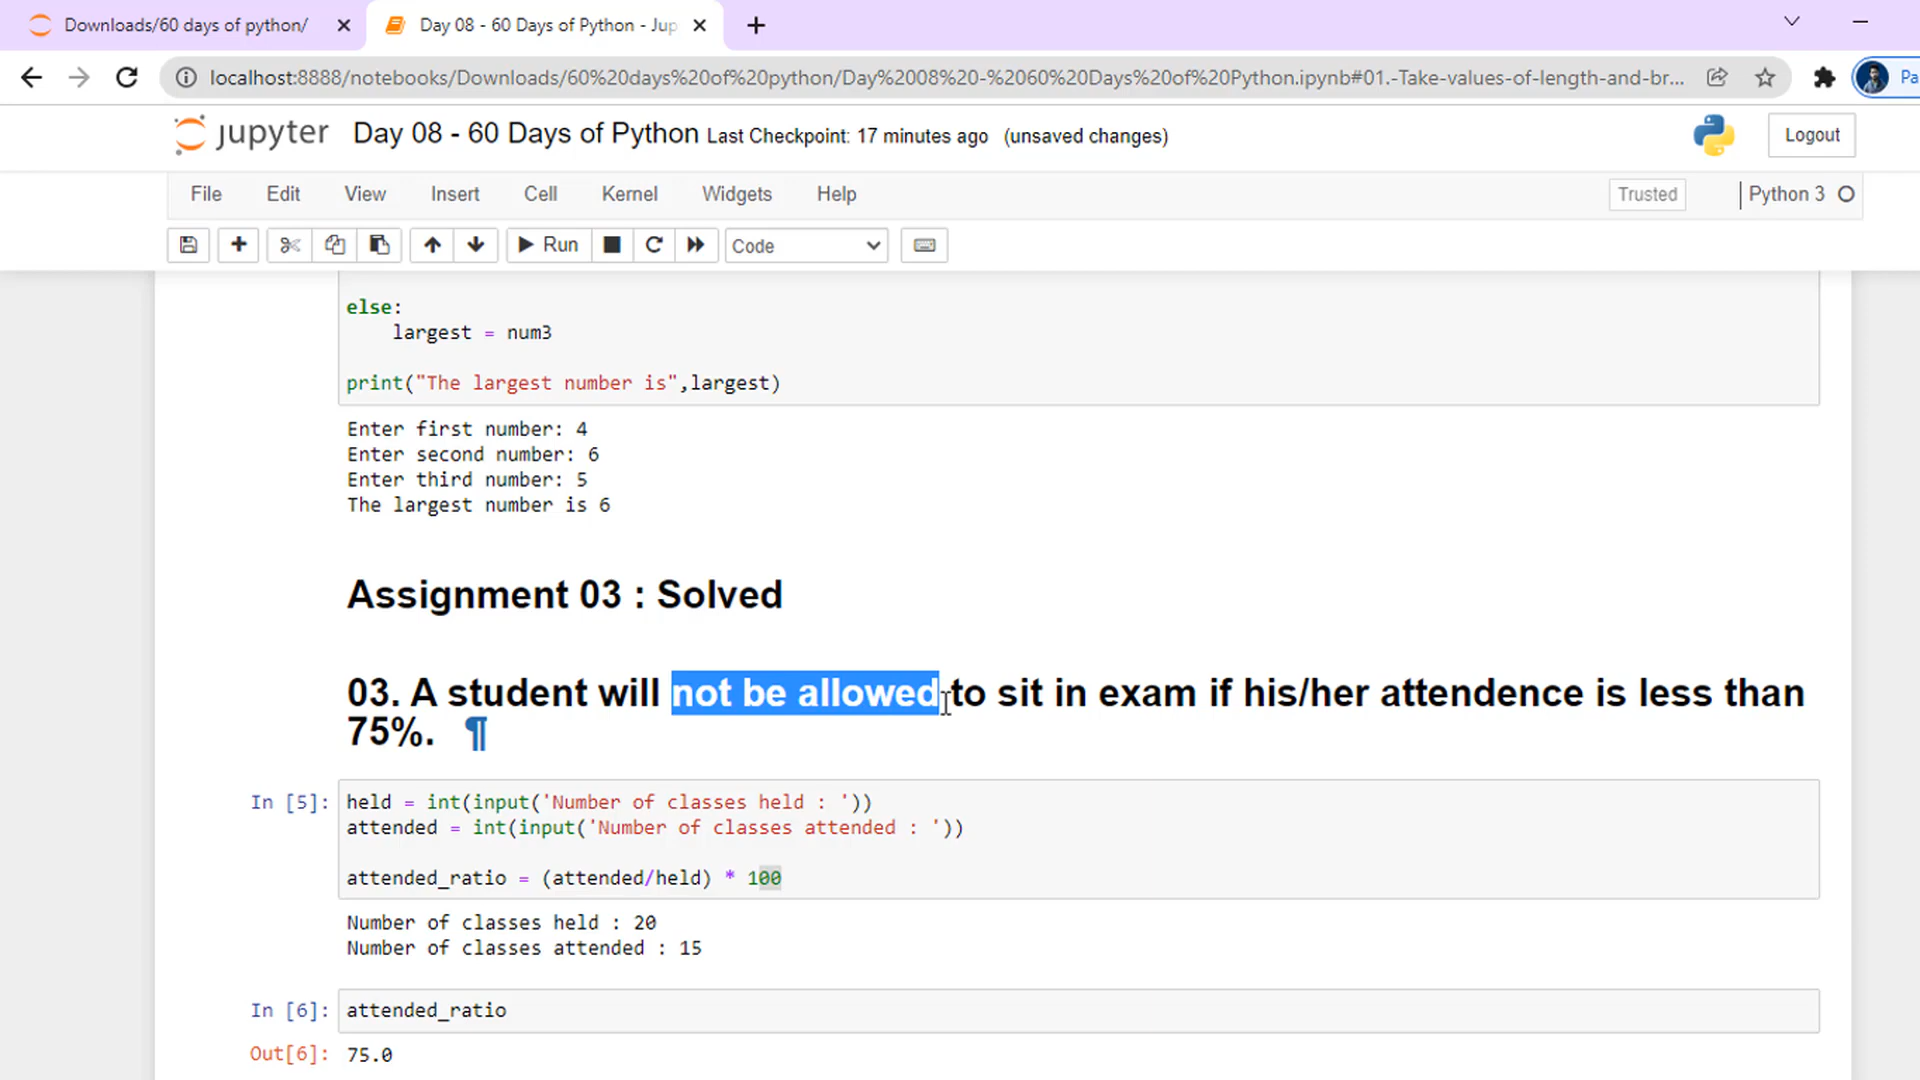 Downloads/60 days of python/
Day 08 - 60 Days of Python - Jup
localhost:8888/notebooks/Downloads/60%20days%20of%20python/Day%2008%20-%2060%20Days%20of%20Python.ipynb#01.-Take-values-of-length-and-br...
Pa
jupyter Day 08 - 60 Days of Python Last Checkpoint: 17 minutes ago (unsaved changes)
Logout
File Edit View Insert Cell Kernel Widgets Help
Trusted
Python 3
Run
Code
else:
largest = num3
print("The largest number is",largest)
Enter first number: 4
Enter second number: 6
Enter third number: 5
The largest number is 6
Assignment 03 : Solved
03. A student will not be allowed to sit in exam if his/her attendence is less than
75%. ¶
In [5]: held = int(input('Number of classes held : '))
attended = int(input('Number of classes attended : '))
attended_ratio = (attended/held) * 100
Number of classes held : 20
Number of classes attended : 15
In [6]: attended_ratio
Out[6]: 75.0